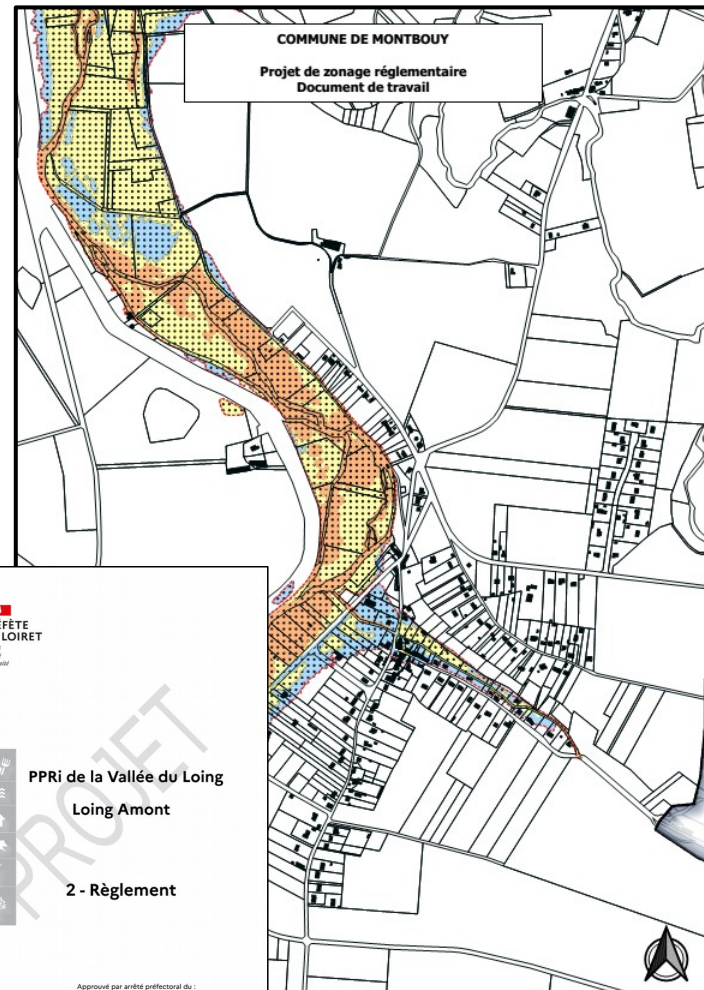 COMMUNE DE MONTBOUY
Projet de zonage réglementaire
Document de travail
LOIRET
PROJET
PPRi de la Vallée du Loing
Loing Amont
2 - Règlement
Approuvé par arrêté préfectoral du :